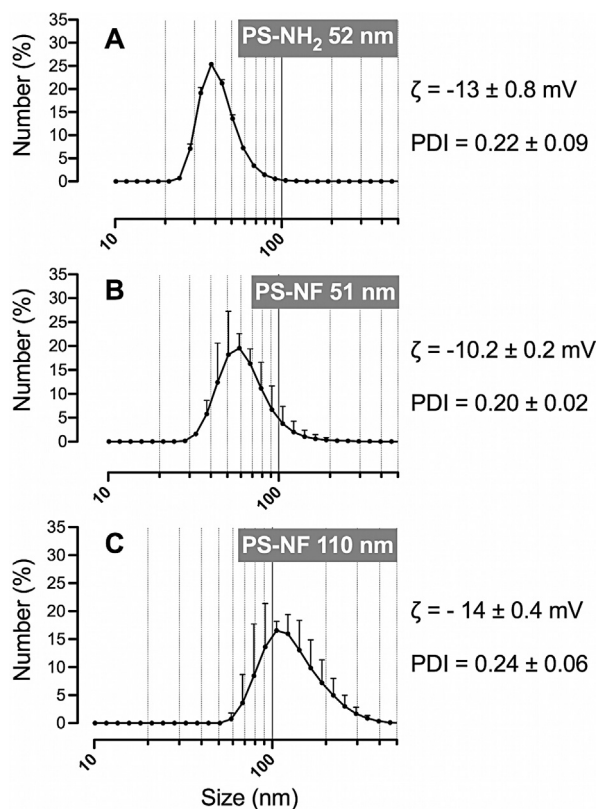 A
PS-NH₂ 52 nm
Number (%)
35
30
25
20
15
10
5
0
10
100
ζ = -13 ± 0.8 mV
PDI = 0.22 ± 0.09
B
PS-NF 51 nm
Number (%)
35
30
25
20
15
10
5
0
10
100
ζ = -10.2 ± 0.2 mV
PDI = 0.20 ± 0.02
C
PS-NF 110 nm
Number (%)
35
30
25
20
15
10
5
0
10
100
Size (nm)
ζ = - 14 ± 0.4 mV
PDI = 0.24 ± 0.06